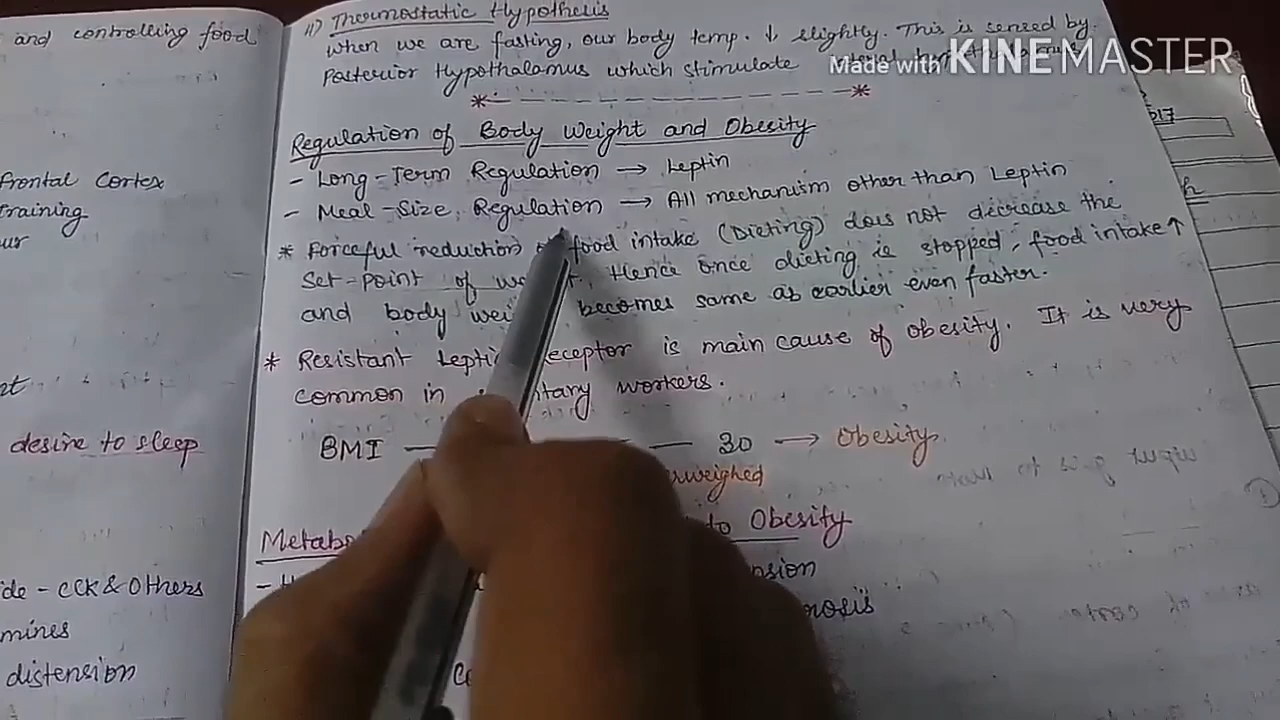 and controlling food
frontal Cortex
Training
desire to sleep
de - CCK & Others
mines
distension
11) Thermostatic Hypothesis
when we are fasting, our body temp. ↓ slightly. This is sensed by
Posterior Hypothalamus which stimulate
Made with KINEMASTER
*- - - - - - - - - -*
Regulation of Body Weight and Obesity
- Long-Term Regulation → Leptin
- Meal-Size Regulation → All mechanism other than Leptin
* Forceful reduction food intake (Dieting) does not decrease the
Set-point of Hence once dieting is stopped, food intake ↑
and body becomes same as earlier even faster.
* Resistant Lepti eceptor is main cause of obesity. It is very
common in tary workers.
BMI — — 30 → Obesity
rweighed
Metabo to Obesity
nsion
nosis
517